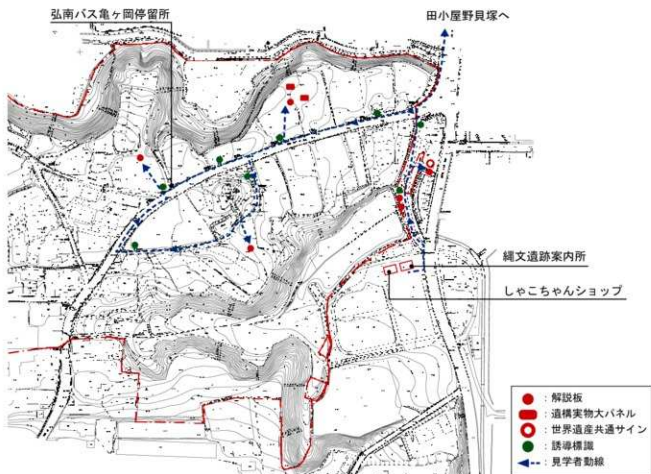 弘南バス亀ヶ岡停留所
田小屋野貝塚へ
縄文遺跡案内所
しゃこちゃんショップ
：解説板
：遺構実物大パネル
：世界遺産共通サイン
：誘導標識
：見学者動線